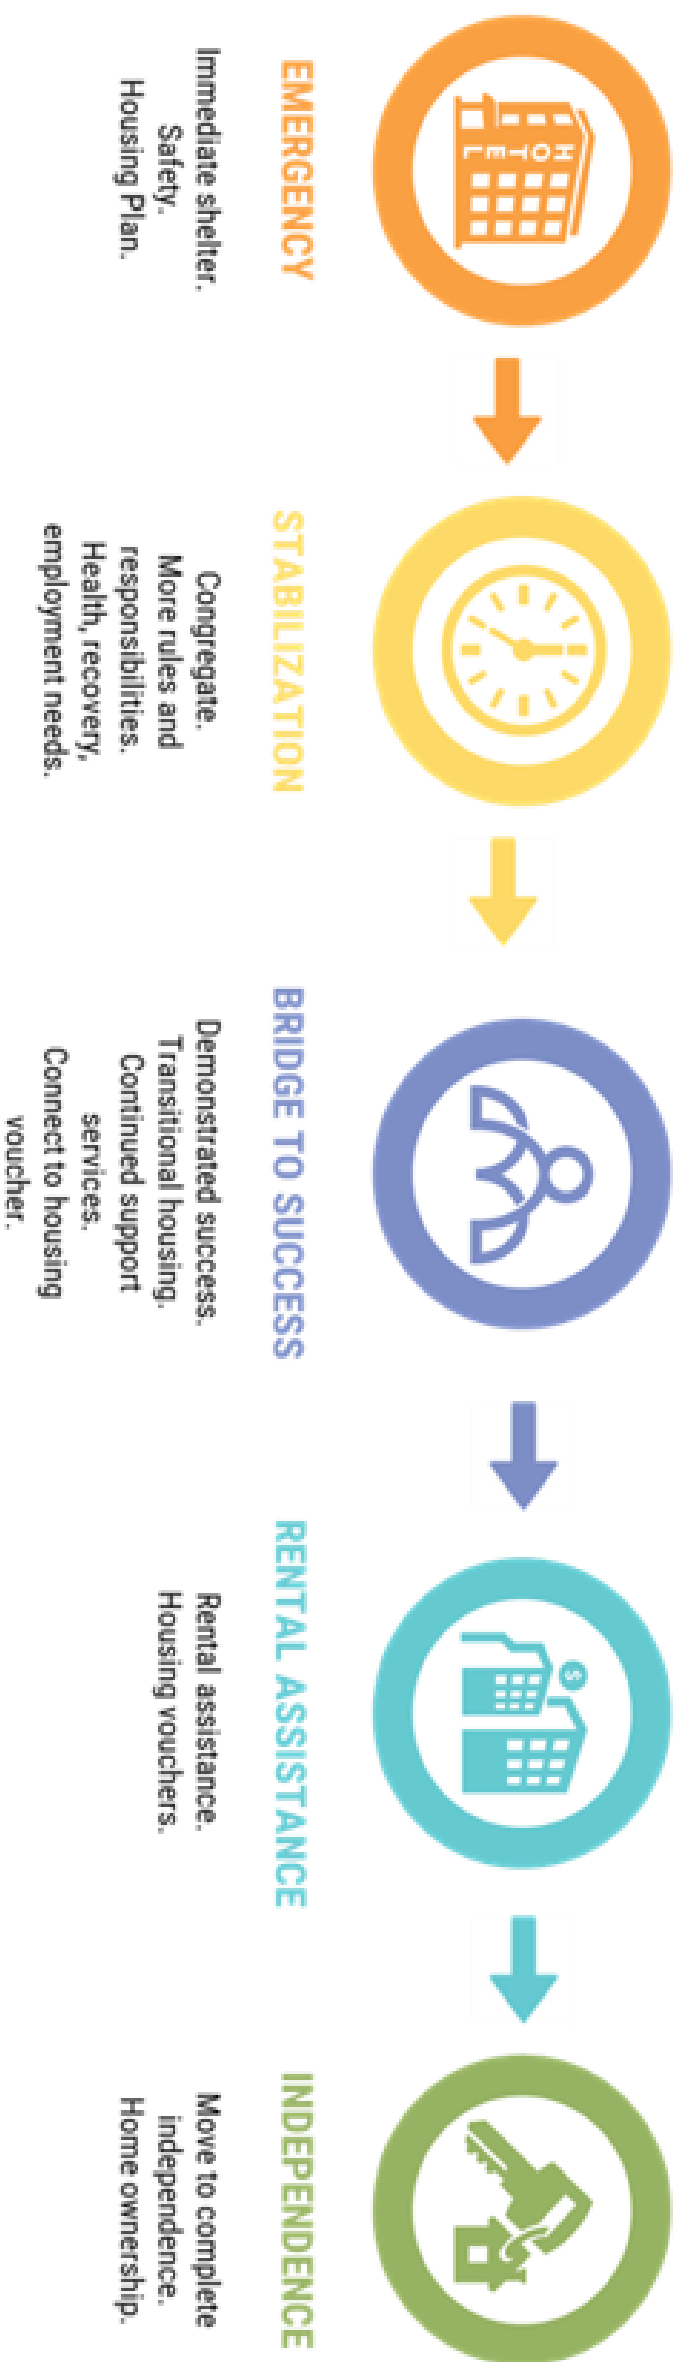 HOTEL
EMERGENCY
Immediate shelter.
Safety.
Housing Plan.
STABILIZATION
Congregate.
More rules and
responsibilities.
Health, recovery,
employment needs.
BRIDGE TO SUCCESS
Demonstrated success.
Transitional housing.
Continued support
services.
Connect to housing
voucher.
$
RENTAL ASSISTANCE
Rental assistance.
Housing vouchers.
INDEPENDENCE
Move to complete
independence.
Home ownership.